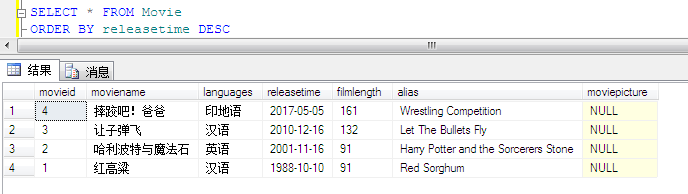 SELECT * FROM Movie
ORDER BY releasetime DESC
结果 消息
movieid moviename languages releasetime filmlength alias moviepicture
1 4 摔跤吧！爸爸 印地语 2017-05-05 161 Wrestling Competition NULL
2 3 让子弹飞 汉语 2010-12-16 132 Let The Bullets Fly NULL
3 2 哈利波特与魔法石 英语 2001-11-16 91 Harry Potter and the Sorcerers Stone NULL
4 1 红高粱 汉语 1988-10-10 91 Red Sorghum NULL